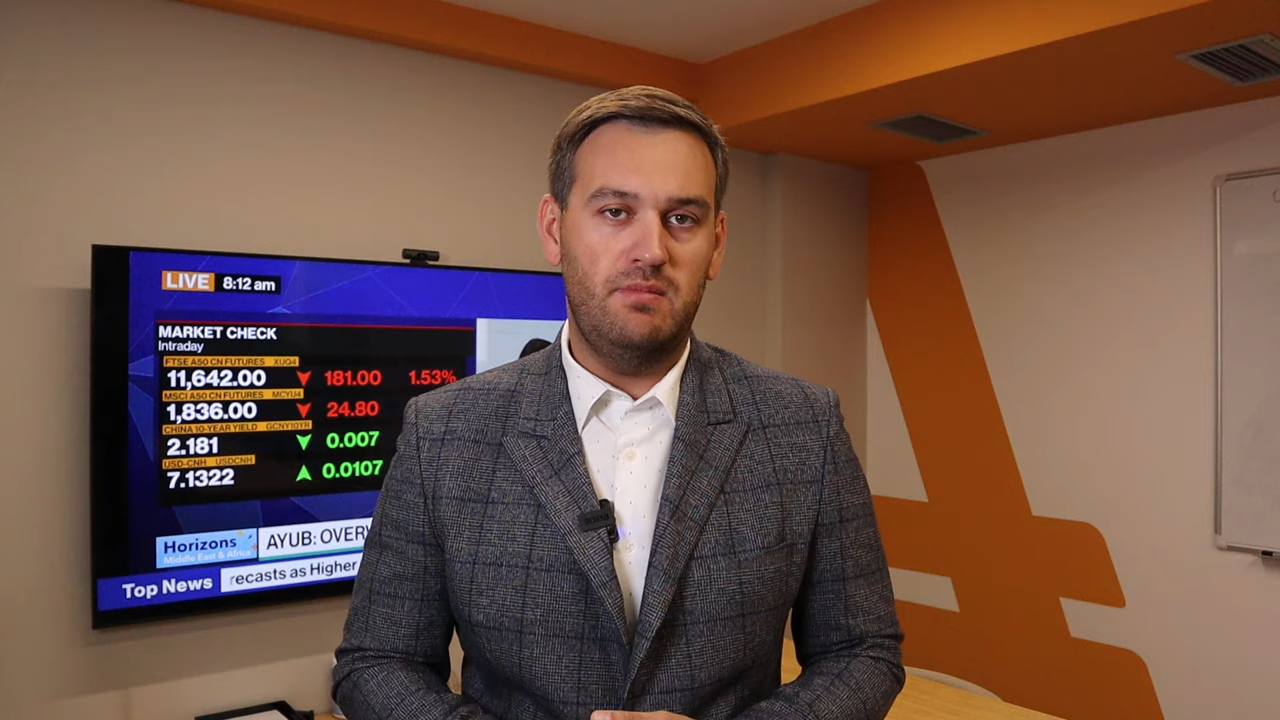 LIVE 8:12 am
MARKET CHECK
Intraday
FTSE A50 CN FUTURES XUQ4
11,642.00 181.00 1.53%
MSCI A50 CN FUTURES MCYU4
1,836.00 24.80
CHINA 10-YEAR YIELD GCNY10YR
2.181 0.007
USD-CNH USDCNH
7.1322 0.0107
Horizons AYUB: OVER
Middle East & Africa
Top News recasts as Higher